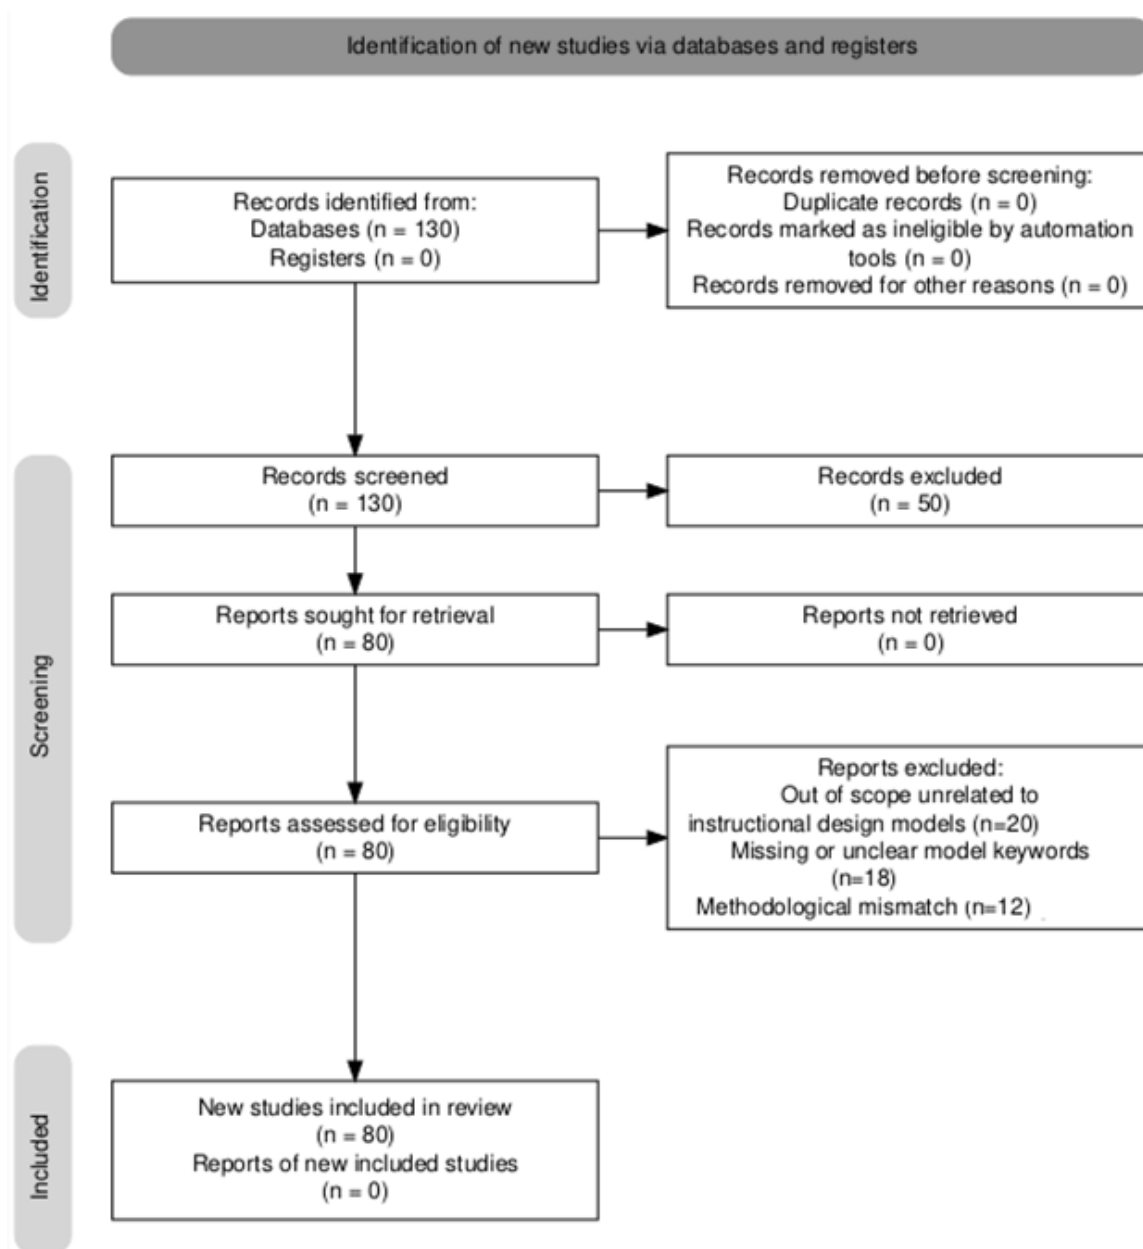 Identification of new studies via databases and registers
Identification
Records identified from:
Databases (n = 130)
Registers (n = 0)
Records removed before screening:
Duplicate records (n = 0)
Records marked as ineligible by automation
tools (n = 0)
Records removed for other reasons (n = 0)
Screening
Records screened
(n = 130)
Records excluded
(n = 50)
Reports sought for retrieval
(n = 80)
Reports not retrieved
(n = 0)
Reports assessed for eligibility
(n = 80)
Reports excluded:
Out of scope unrelated to
instructional design models (n=20)
Missing or unclear model keywords
(n=18)
Methodological mismatch (n=12)
Included
New studies included in review
(n = 80)
Reports of new included studies
(n = 0)